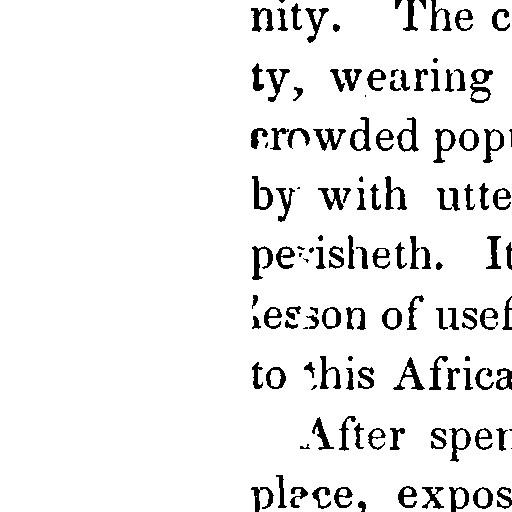 nity. The c
ty, wearing
crowded pop
by with utte
perisheth. It
lesson of usef
to this Africa
After spen
place, expos